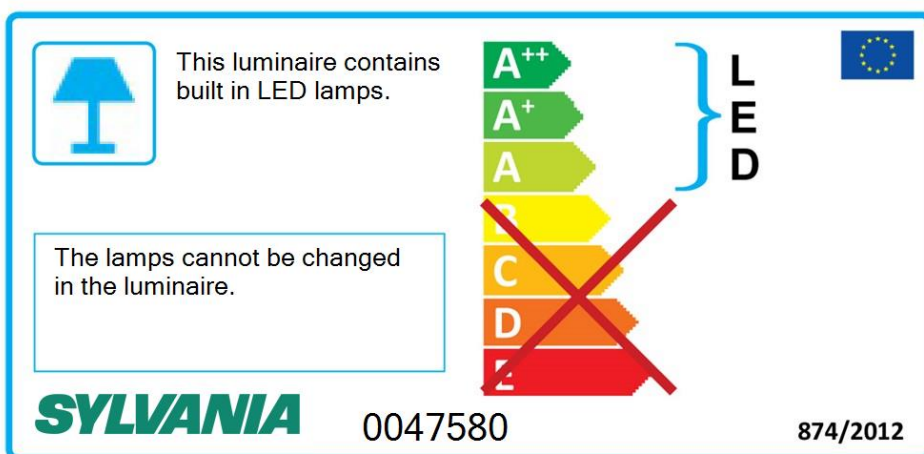 This luminaire contains
built in LED lamps.
A++
A+
A
B
C
D
E
L
E
D
The lamps cannot be changed
in the luminaire.
SYLVANIA
0047580
874/2012